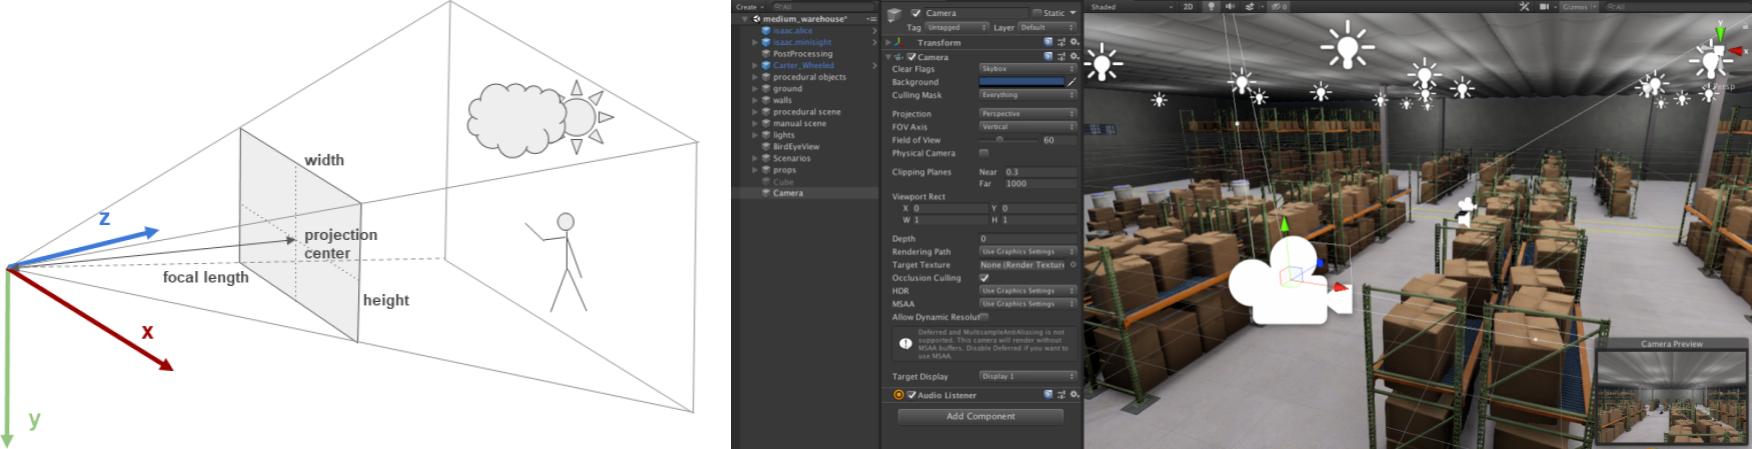 width
z
projection
center
focal length
height
x
y
Create
All
medium_warehouse*
isaac.alice
isaac.minisight
PostProcessing
Carter_Wheeled
procedural objects
ground
walls
procedural scene
manual scene
lights
BirdEyeView
Scenarios
props
Cube
Camera
Camera Static
Tag Untagged Layer Default
Transform
Camera
Clear Flags Skybox
Background
Culling Mask Everything
Projection Perspective
FOV Axis Vertical
Field of View 60
Physical Camera
Clipping Planes Near 0.3
Far 1000
Viewport Rect
X 0 Y 0
W 1 H 1
Depth 0
Rendering Path Use Graphics Settings
Target Texture None (Render Textur
Occlusion Culling
HDR Use Graphics Settings
MSAA Use Graphics Settings
Allow Dynamic Resolut
Deferred and MultisampleAntiAliasing is not
supported. This camera will render without
MSAA buffers. Disable Deferred if you want to
use MSAA.
Target Display Display 1
Audio Listener
Add Component
Shaded 2D 0 Gizmos All
y
x
Persp
Camera Preview